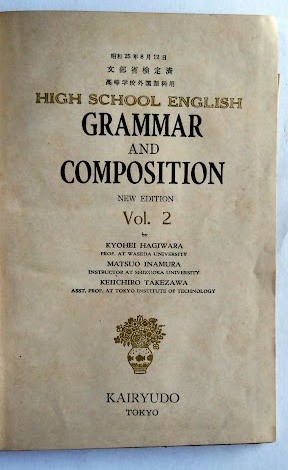 昭和25年8月12日
文部省検定済
高等学校外国語科用
HIGH SCHOOL ENGLISH
GRAMMAR
AND
COMPOSITION
NEW EDITION
Vol. 2
by
KYOHEI HAGIWARA
PROF. AT WASEDA UNIVERSITY
MATSUO INAMURA
INSTRUCTOR AT SHIZUOKA UNIVERSITY
KEIICHIRO TAKEZAWA
ASST. PROF. AT TOKYO INSTITUTE OF TECHNOLOGY
KAIRYUDO
TOKYO